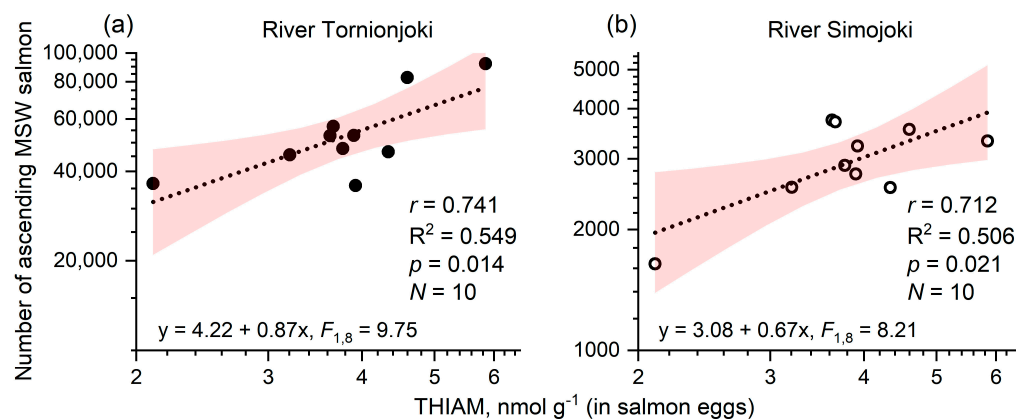 (a) River Tornionjoki
(b) River Simojoki
Number of ascending MSW salmon
100,000
80,000
60,000
40,000
20,000
r = 0.741
R² = 0.549
p = 0.014
N = 10
y = 4.22 + 0.87x, F1,8 = 9.75
2 3 4 5 6
5000
4000
3000
2000
1000
r = 0.712
R² = 0.506
p = 0.021
N = 10
y = 3.08 + 0.67x, F1,8 = 8.21
2 3 4 5 6
THIAM, nmol g⁻¹ (in salmon eggs)